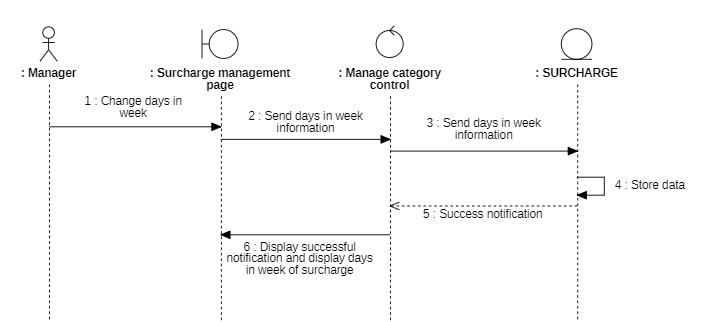 : Manager
: Surcharge management
page
: Manage category
control
: SURCHARGE
1 : Change days in
week
2 : Send days in week
information
3 : Send days in week
information
4 : Store data
5 : Success notification
6 : Display successful
notification and display days
in week of surcharge